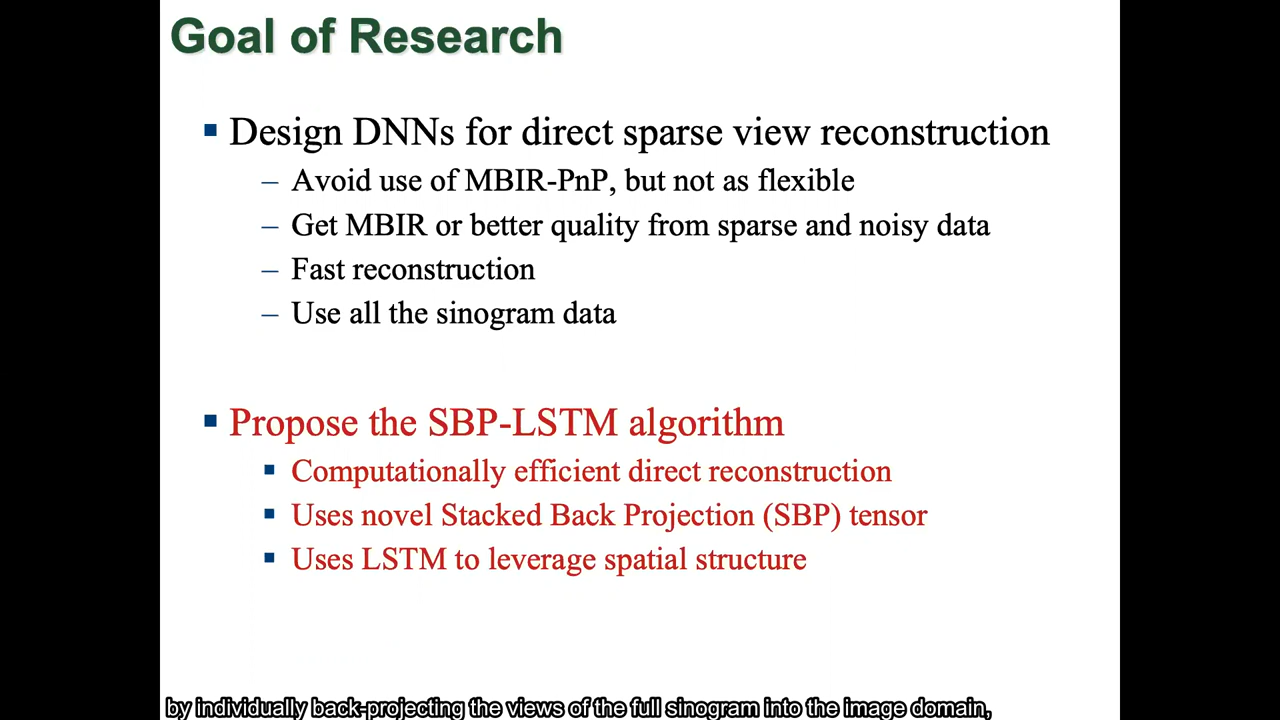 Goal of Research
▪ Design DNNs for direct sparse view reconstruction
– Avoid use of MBIR-PnP, but not as flexible
– Get MBIR or better quality from sparse and noisy data
– Fast reconstruction
– Use all the sinogram data
▪ Propose the SBP-LSTM algorithm
▪ Computationally efficient direct reconstruction
▪ Uses novel Stacked Back Projection (SBP) tensor
▪ Uses LSTM to leverage spatial structure
by individually back-projecting the views of the full sinogram into the image domain,